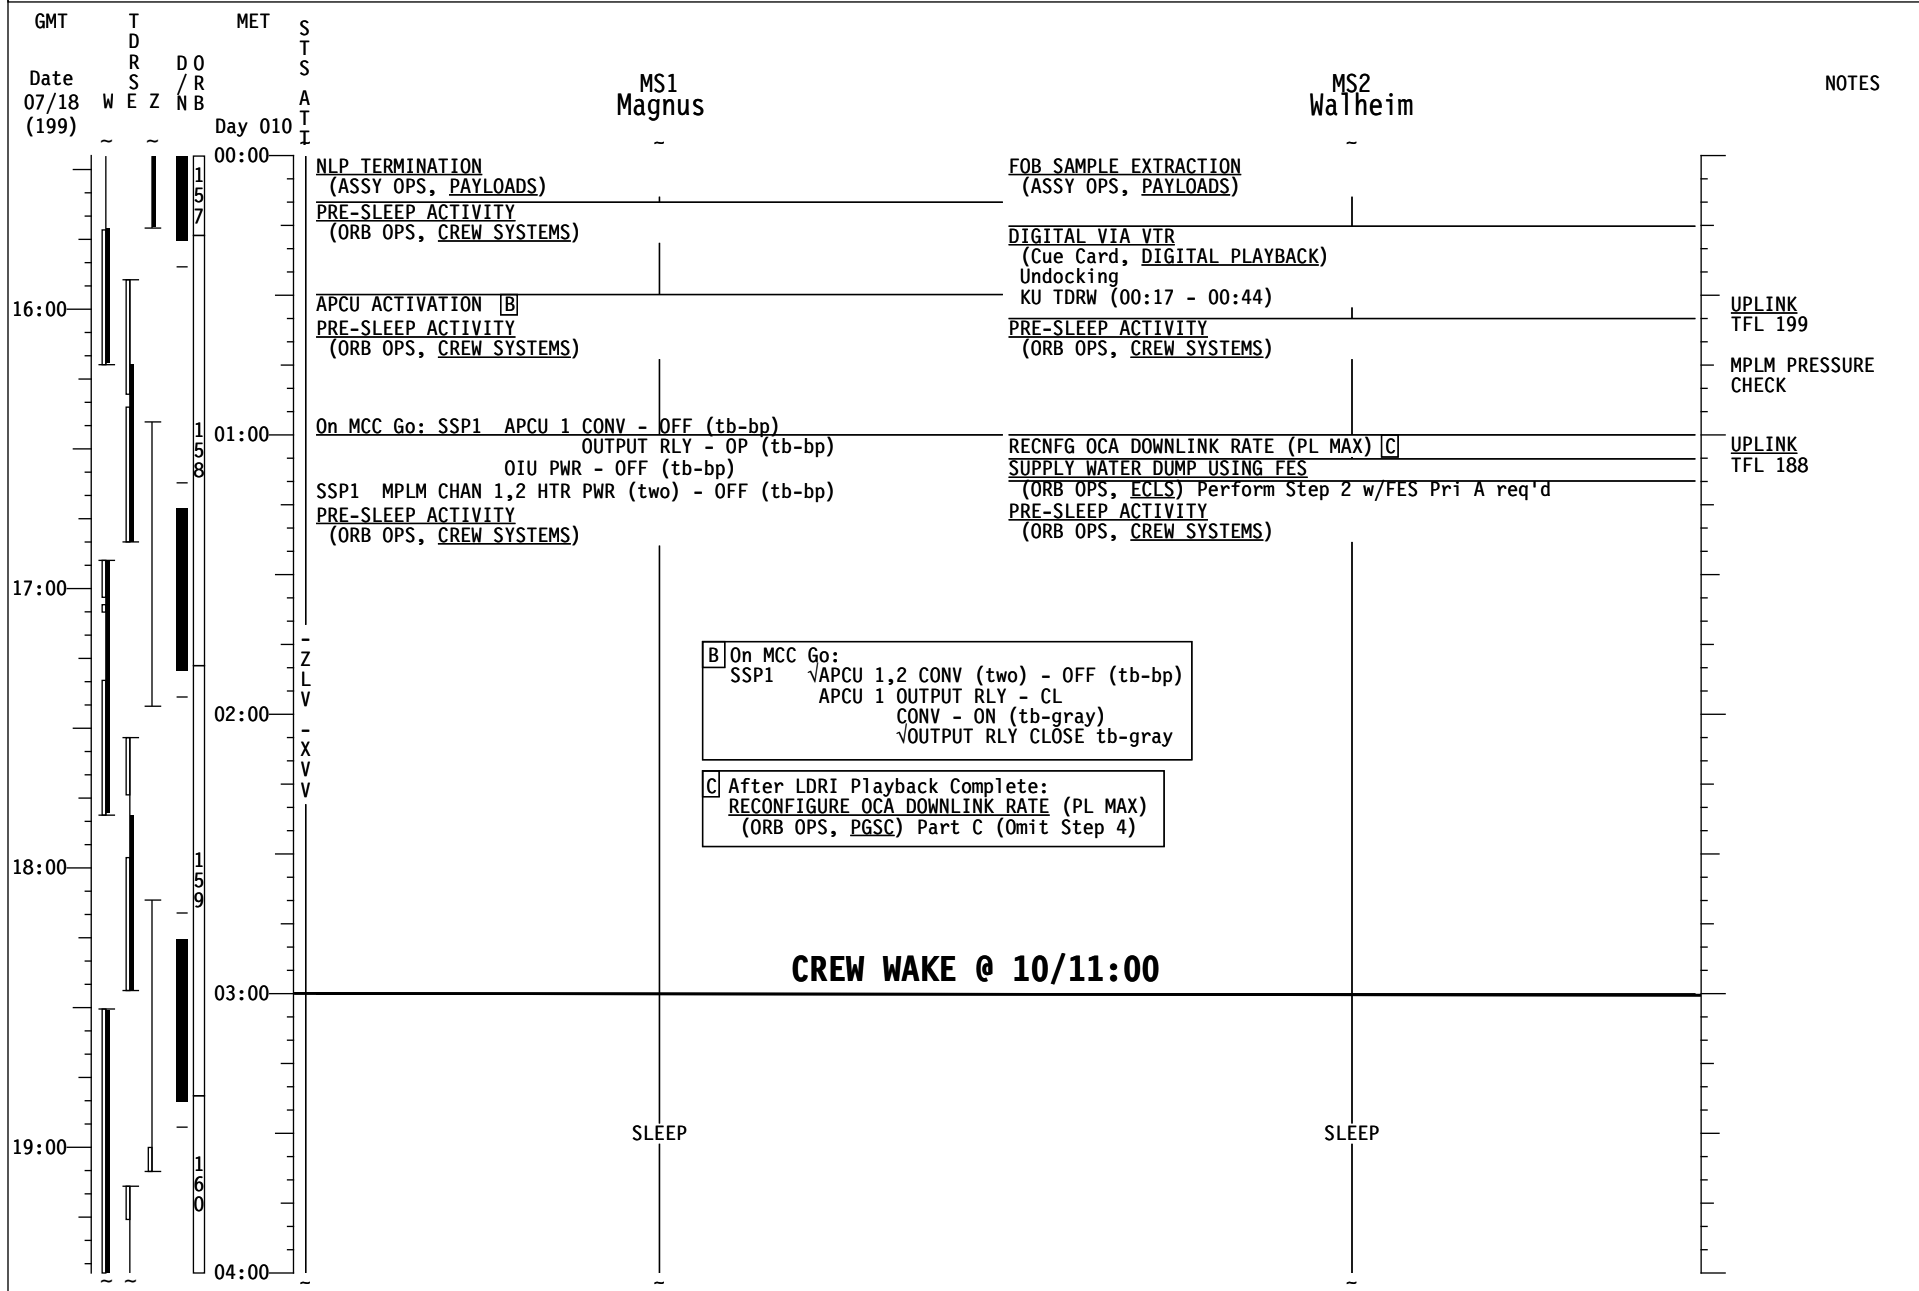 GMT
TDRS
MET
STS ATT
Date
07/18
(199)
W E Z
D/N
ORB
Day 010
MS1
Magnus
MS2
Walheim
NOTES
~ ~ ~ ~ ~
00:00
NLP TERMINATION
(ASSY OPS, PAYLOADS)
PRE-SLEEP ACTIVITY
(ORB OPS, CREW SYSTEMS)
APCU ACTIVATION B
PRE-SLEEP ACTIVITY
(ORB OPS, CREW SYSTEMS)
On MCC Go: SSP1 APCU 1 CONV - OFF (tb-bp)
OUTPUT RLY - OP (tb-bp)
OIU PWR - OFF (tb-bp)
SSP1 MPLM CHAN 1,2 HTR PWR (two) - OFF (tb-bp)
PRE-SLEEP ACTIVITY
(ORB OPS, CREW SYSTEMS)
FOB SAMPLE EXTRACTION
(ASSY OPS, PAYLOADS)
DIGITAL VIA VTR
(Cue Card, DIGITAL PLAYBACK)
Undocking
KU TDRW (00:17 - 00:44)
PRE-SLEEP ACTIVITY
(ORB OPS, CREW SYSTEMS)
RECNFG OCA DOWNLINK RATE (PL MAX) C
SUPPLY WATER DUMP USING FES
(ORB OPS, ECLS) Perform Step 2 w/FES Pri A req'd
PRE-SLEEP ACTIVITY
(ORB OPS, CREW SYSTEMS)
UPLINK
TFL 199
MPLM PRESSURE
CHECK
UPLINK
TFL 188
157
16:00
158
01:00
17:00
-ZLV -XVV
02:00
B On MCC Go:
SSP1 √APCU 1,2 CONV (two) - OFF (tb-bp)
APCU 1 OUTPUT RLY - CL
CONV - ON (tb-gray)
√OUTPUT RLY CLOSE tb-gray
C After LDRI Playback Complete:
RECONFIGURE OCA DOWNLINK RATE (PL MAX)
(ORB OPS, PGSC) Part C (Omit Step 4)
18:00
159
CREW WAKE @ 10/11:00
03:00
19:00
160
SLEEP
SLEEP
04:00
~ ~ ~ ~ ~